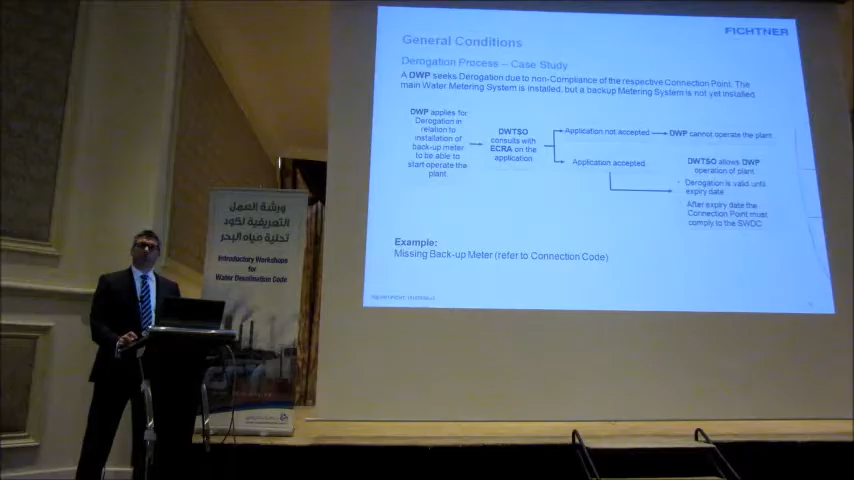 FICHTNER
General Conditions
Derogation Process – Case Study
A DWP seeks Derogation due to non-Compliance of the respective Connection Point. The
main Water Metering System is installed, but a backup Metering System is not yet installed.
DWP applies for
Derogation in
relation to
installation of
back-up meter
to be able to
start operate the
plant.
DWTSO
consults with
ECRA on the
application
Application not accepted
DWP cannot operate the plant
Application accepted
DWTSO allows DWP
operation of plant
Derogation is valid until
expiry date
After expiry date the
Connection Point must
comply to the SWDC
Example:
Missing Back-up Meter (refer to Connection Code)
ورشة العمل
التعريفية لكود
تحلية مياه البحر
Introductory Workshops
for
Water Desalination Code